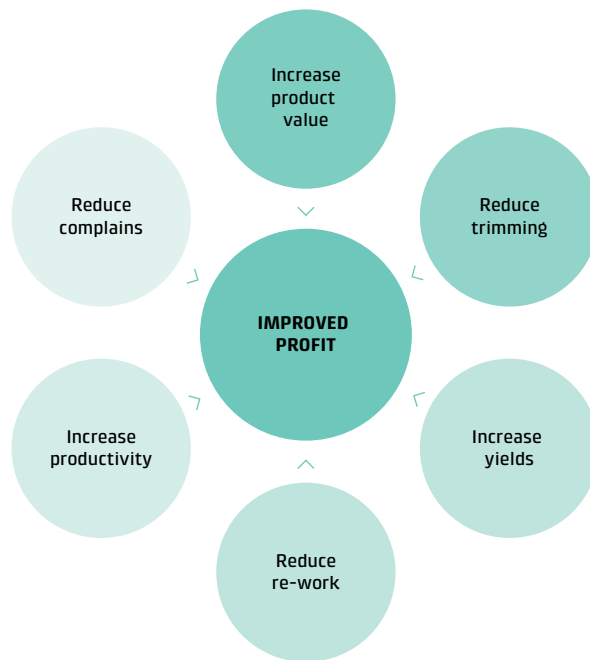 Increase
product
value
Reduce
complains
Reduce
trimming
IMPROVED
PROFIT
Increase
productivity
Increase
yields
Reduce
re-work